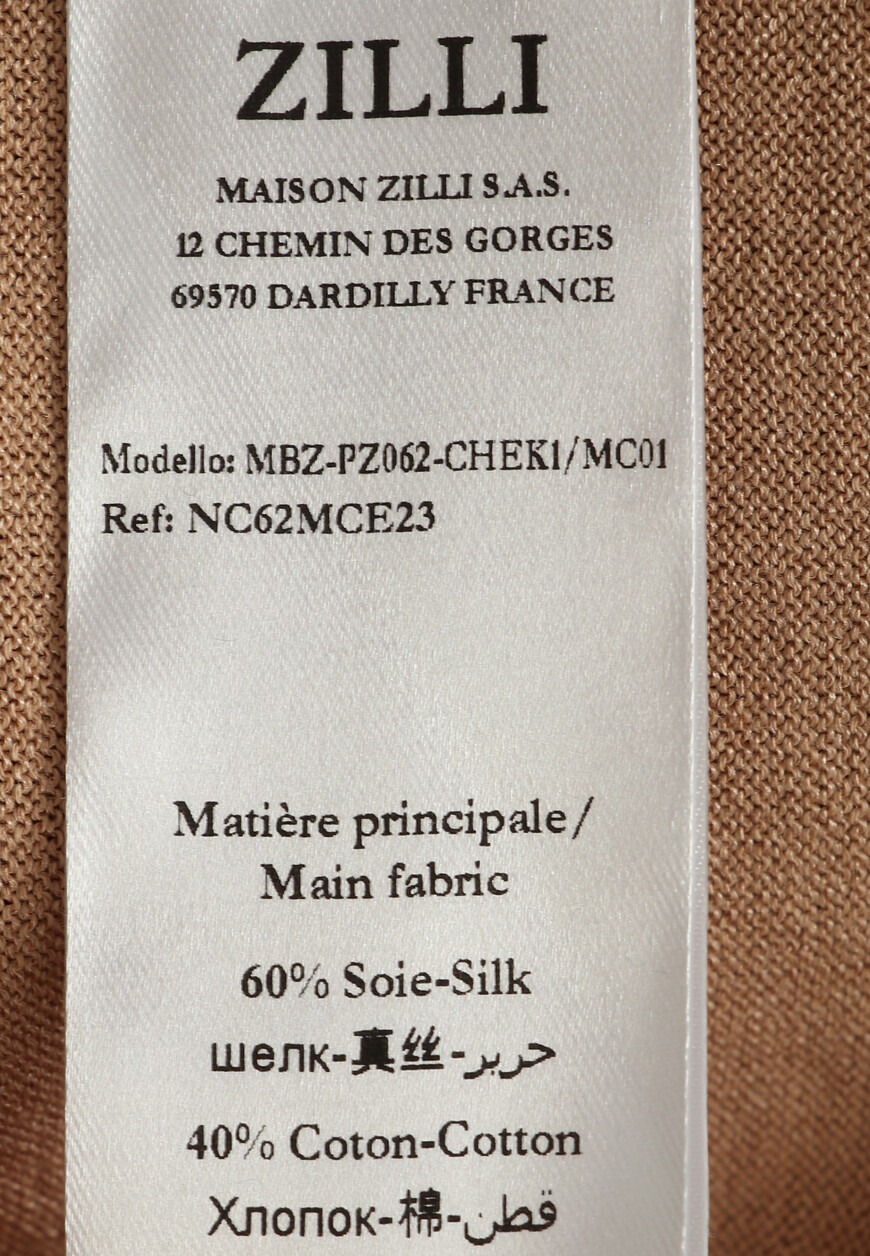 ZILLI
MAISON ZILLI S.A.S.
12 CHEMIN DES GORGES
69570 DARDILLY FRANCE
Modello: MBZ-PZ062-CHEK1/MC01
Ref: NC62MCE23
Matière principale/
Main fabric
60% Soie-Silk
шелк-真丝-حرير
40% Coton-Cotton
Хлопок-棉-قطن